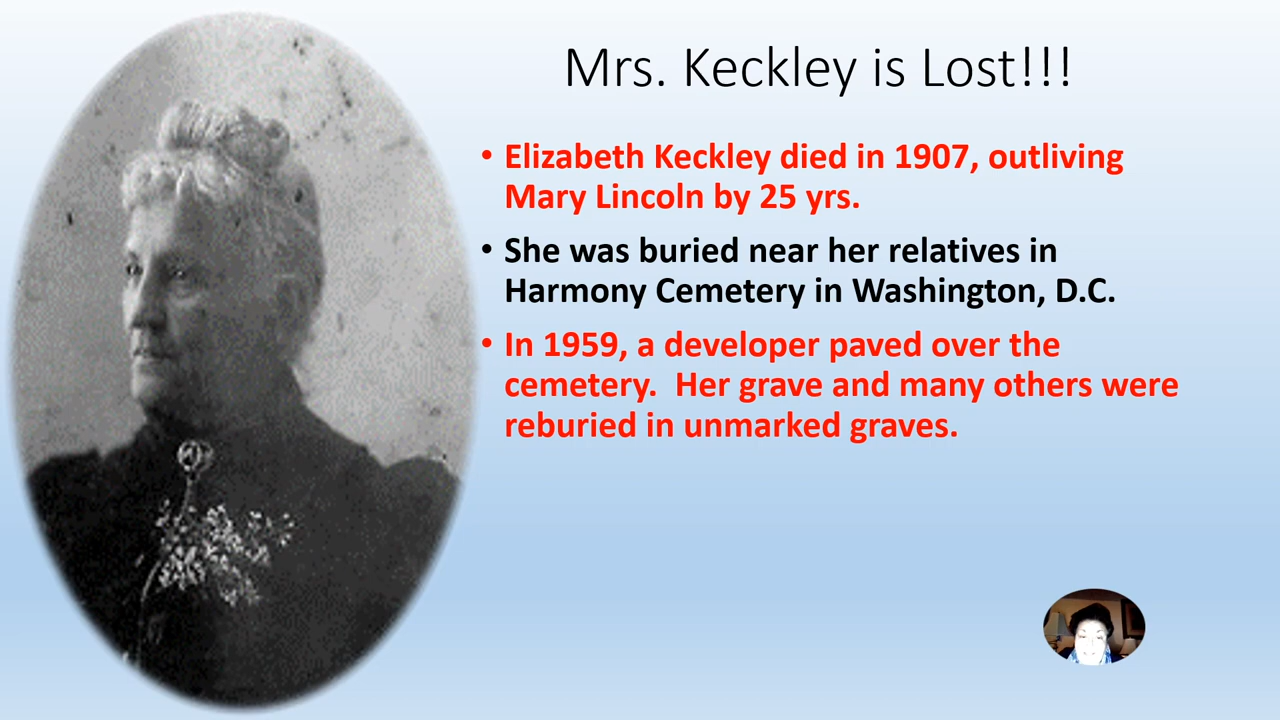 Mrs. Keckley is Lost!!!
• Elizabeth Keckley died in 1907, outliving
Mary Lincoln by 25 yrs.
• She was buried near her relatives in
Harmony Cemetery in Washington, D.C.
• In 1959, a developer paved over the
cemetery.  Her grave and many others were
reburied in unmarked graves.